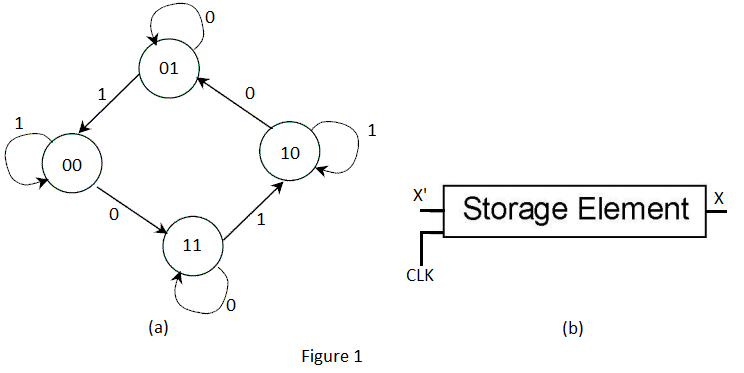 0
01
1
0
1
1
10
00
0
1
11
0
(a)
X'
Storage Element
X
CLK
(b)
Figure 1